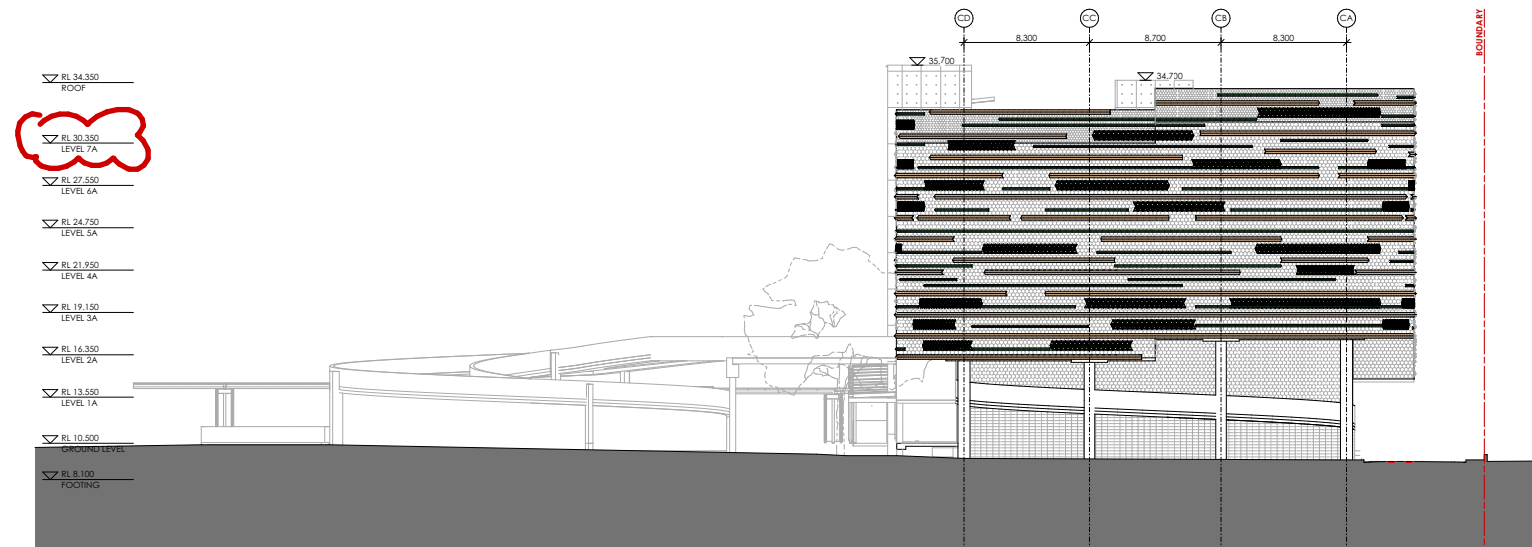 CD
CC
CB
CA
BOUNDARY
8,300
8,700
8,300
35,700
34,700
RL 34.350
ROOF
RL 30.350
LEVEL 7A
RL 27.550
LEVEL 6A
RL 24.750
LEVEL 5A
RL 21.950
LEVEL 4A
RL 19.150
LEVEL 3A
RL 16.350
LEVEL 2A
RL 13.550
LEVEL 1A
RL 10.500
GROUND LEVEL
RL 8.100
FOOTING